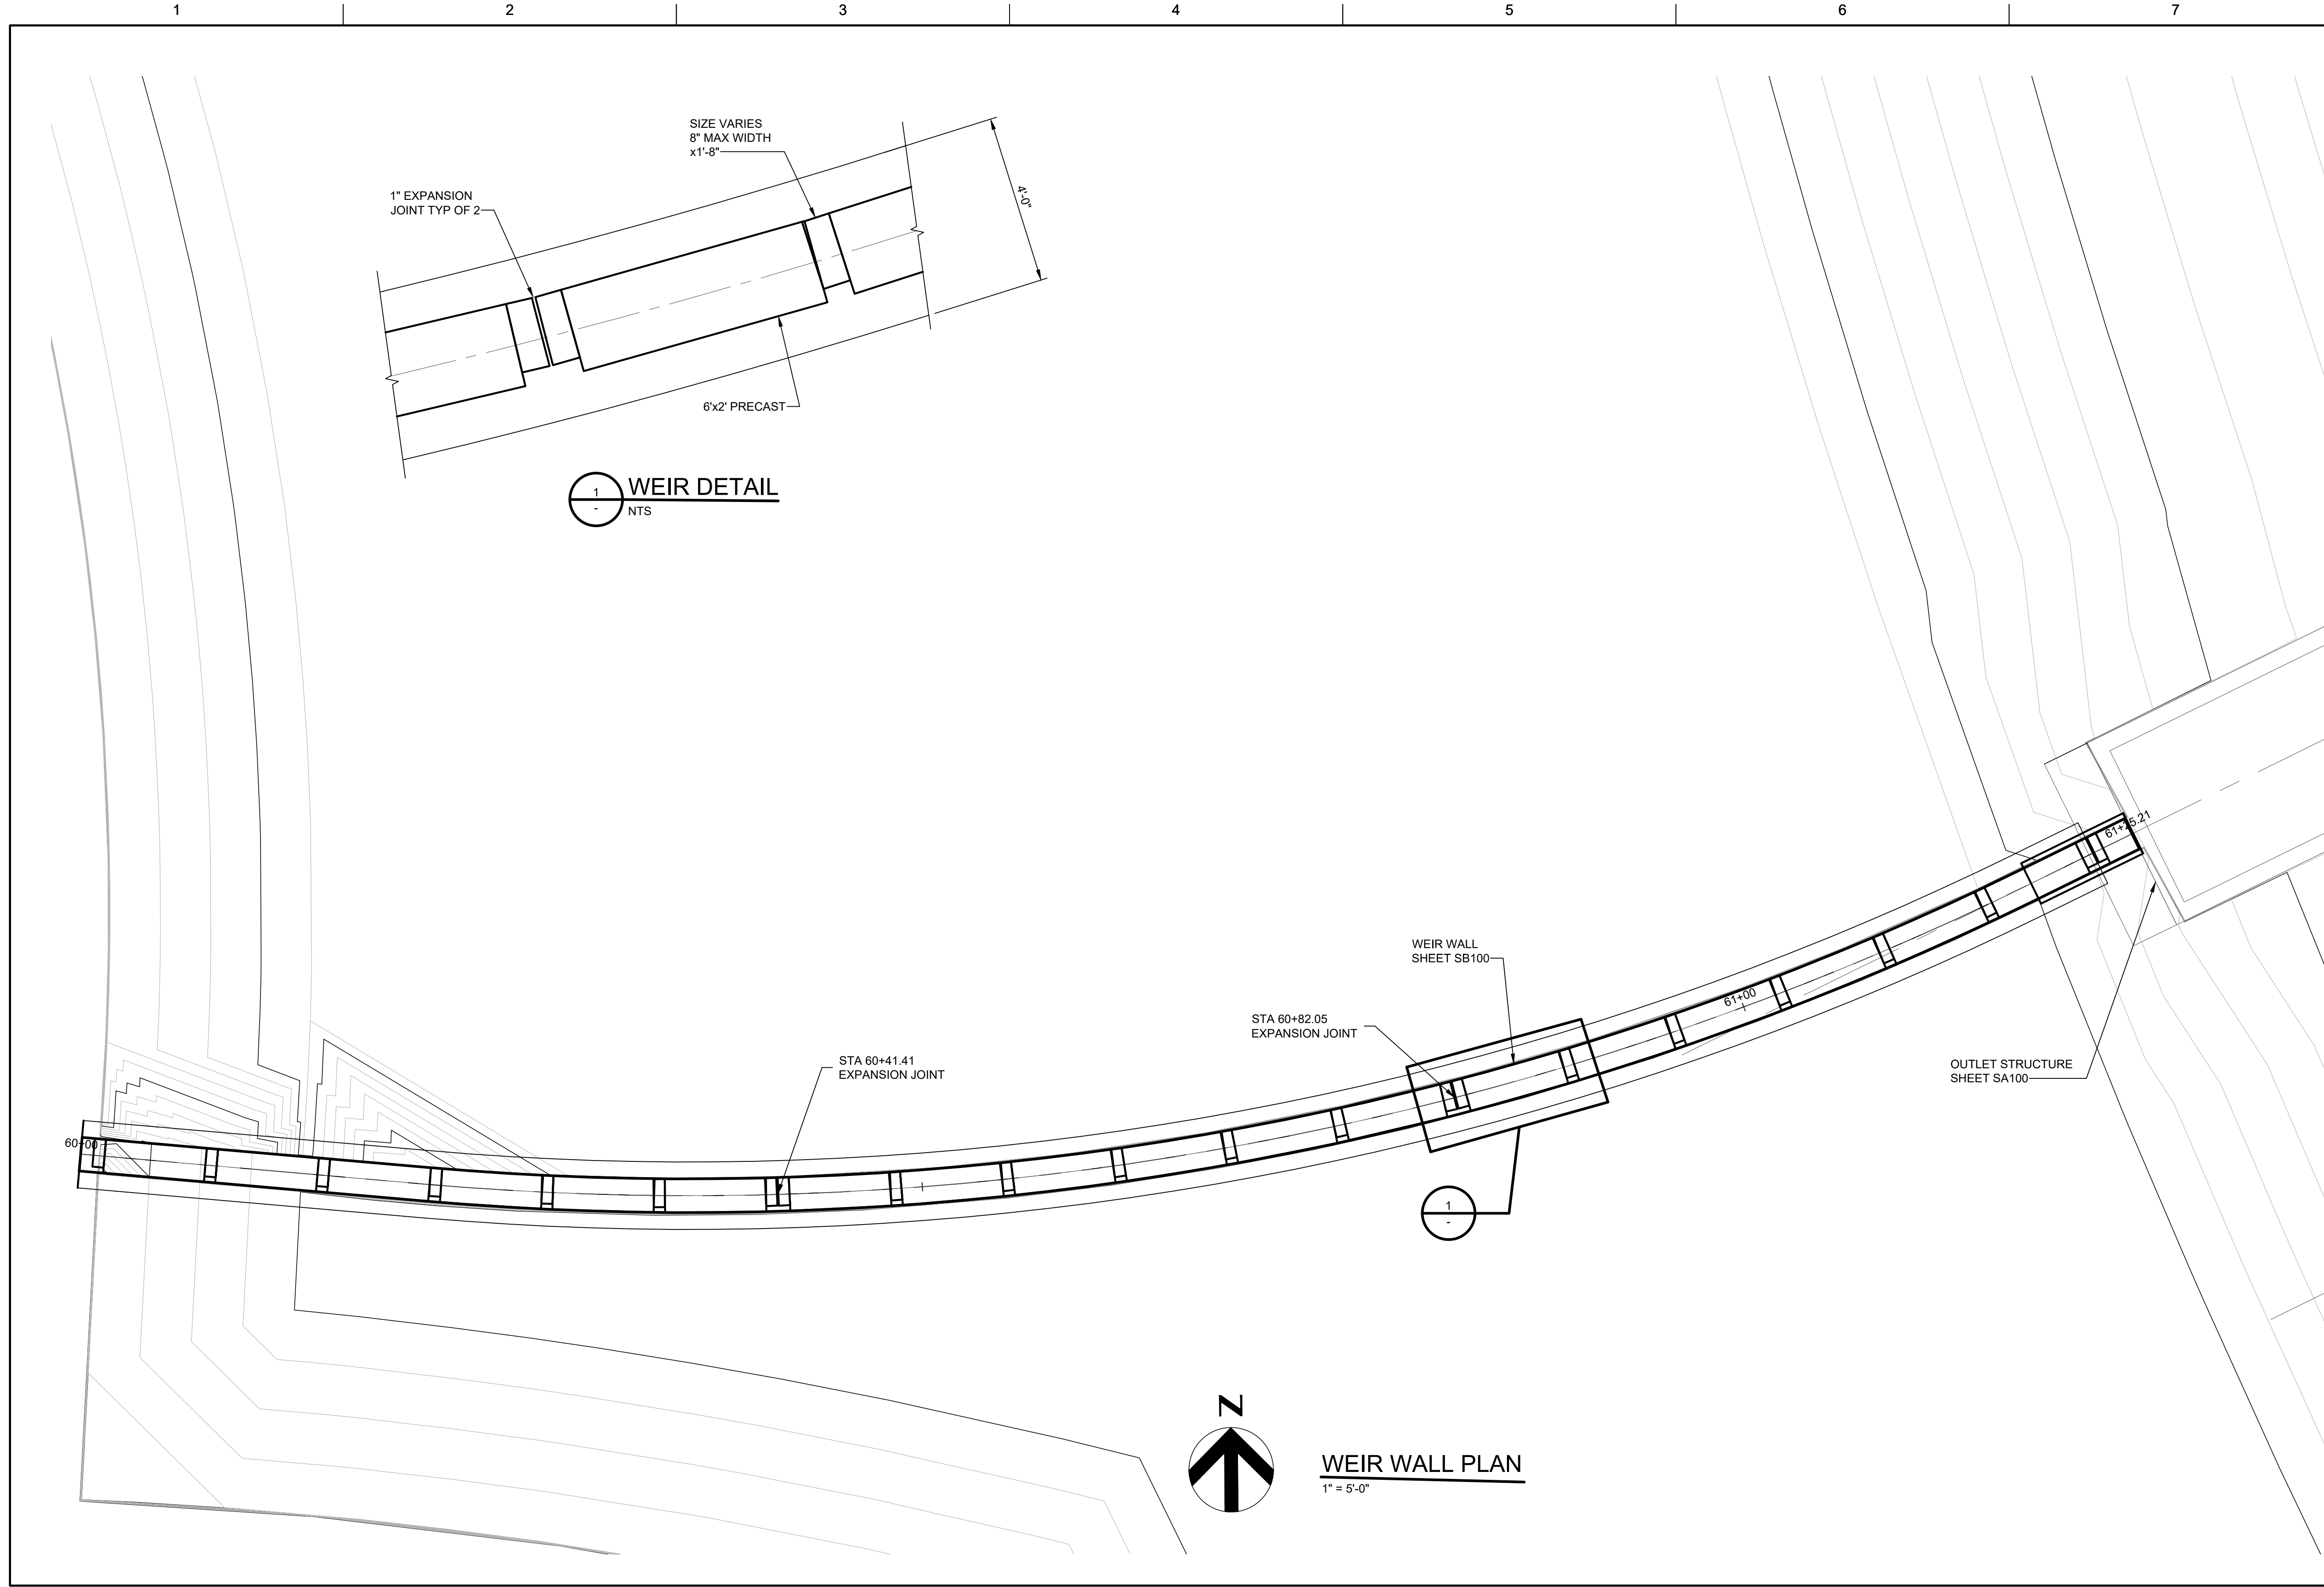 1 2 3 4 5 6 7
SIZE VARIES
8" MAX WIDTH
x1'-8"
1" EXPANSION
JOINT TYP OF 2
4'-0"
6'x2' PRECAST
1
-
WEIR DETAIL
NTS
61+25.21
WEIR WALL
SHEET SB100
61+00
STA 60+82.05
EXPANSION JOINT
STA 60+41.41
EXPANSION JOINT
OUTLET STRUCTURE
SHEET SA100
60+00
1
-
N
WEIR WALL PLAN
1" = 5'-0"